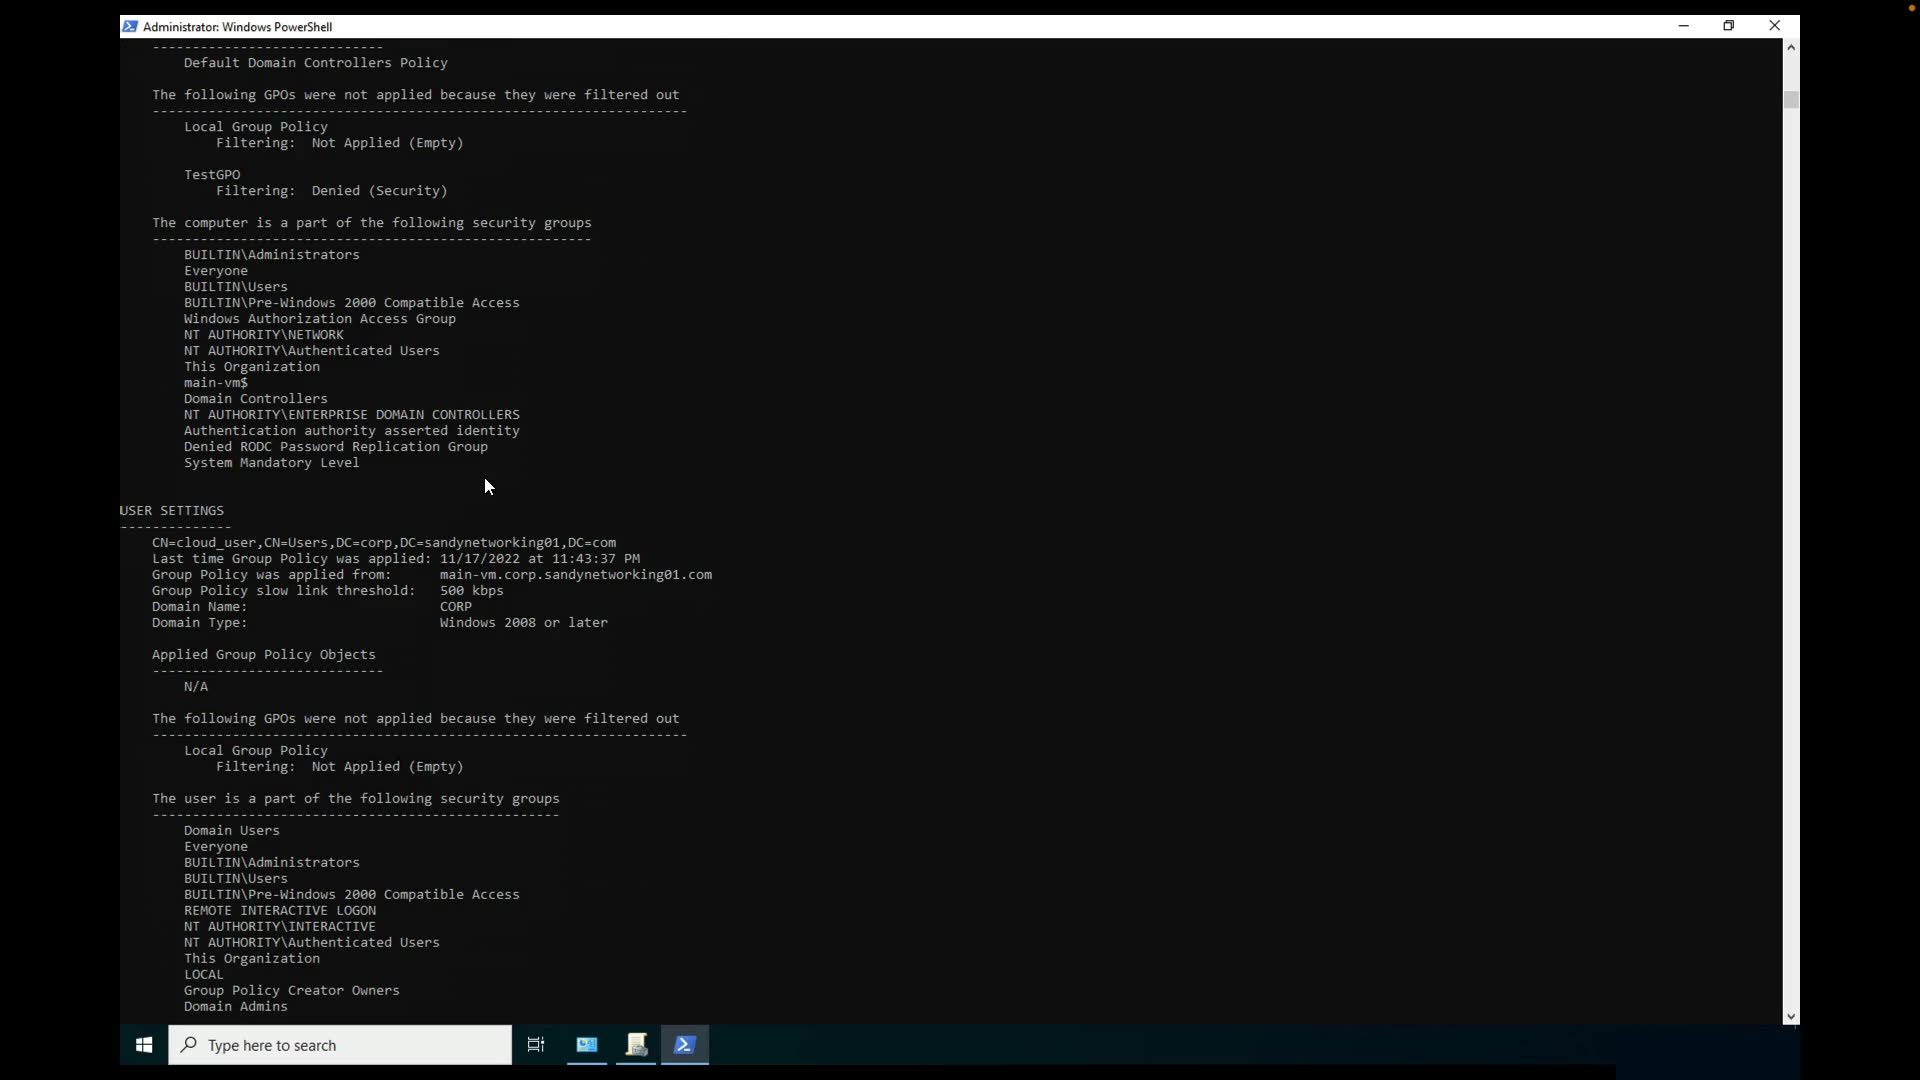 Administrator: Windows PowerShell
-----------------------------
Default Domain Controllers Policy
The following GPOs were not applied because they were filtered out
-------------------------------------------------------------------
Local Group Policy
Filtering:  Not Applied (Empty)
TestGPO
Filtering:  Denied (Security)
The computer is a part of the following security groups
-------------------------------------------------------
BUILTIN\Administrators
Everyone
BUILTIN\Users
BUILTIN\Pre-Windows 2000 Compatible Access
Windows Authorization Access Group
NT AUTHORITY\NETWORK
NT AUTHORITY\Authenticated Users
This Organization
main-vm$
Domain Controllers
NT AUTHORITY\ENTERPRISE DOMAIN CONTROLLERS
Authentication authority asserted identity
Denied RODC Password Replication Group
System Mandatory Level
USER SETTINGS
--------------
CN=cloud_user,CN=Users,DC=corp,DC=sandynetworking01,DC=com
Last time Group Policy was applied: 11/17/2022 at 11:43:37 PM
Group Policy was applied from:      main-vm.corp.sandynetworking01.com
Group Policy slow link threshold:   500 kbps
Domain Name:                        CORP
Domain Type:                        Windows 2008 or later
Applied Group Policy Objects
-----------------------------
N/A
The following GPOs were not applied because they were filtered out
-------------------------------------------------------------------
Local Group Policy
Filtering:  Not Applied (Empty)
The user is a part of the following security groups
---------------------------------------------------
Domain Users
Everyone
BUILTIN\Administrators
BUILTIN\Users
BUILTIN\Pre-Windows 2000 Compatible Access
REMOTE INTERACTIVE LOGON
NT AUTHORITY\INTERACTIVE
NT AUTHORITY\Authenticated Users
This Organization
LOCAL
Group Policy Creator Owners
Domain Admins
Type here to search